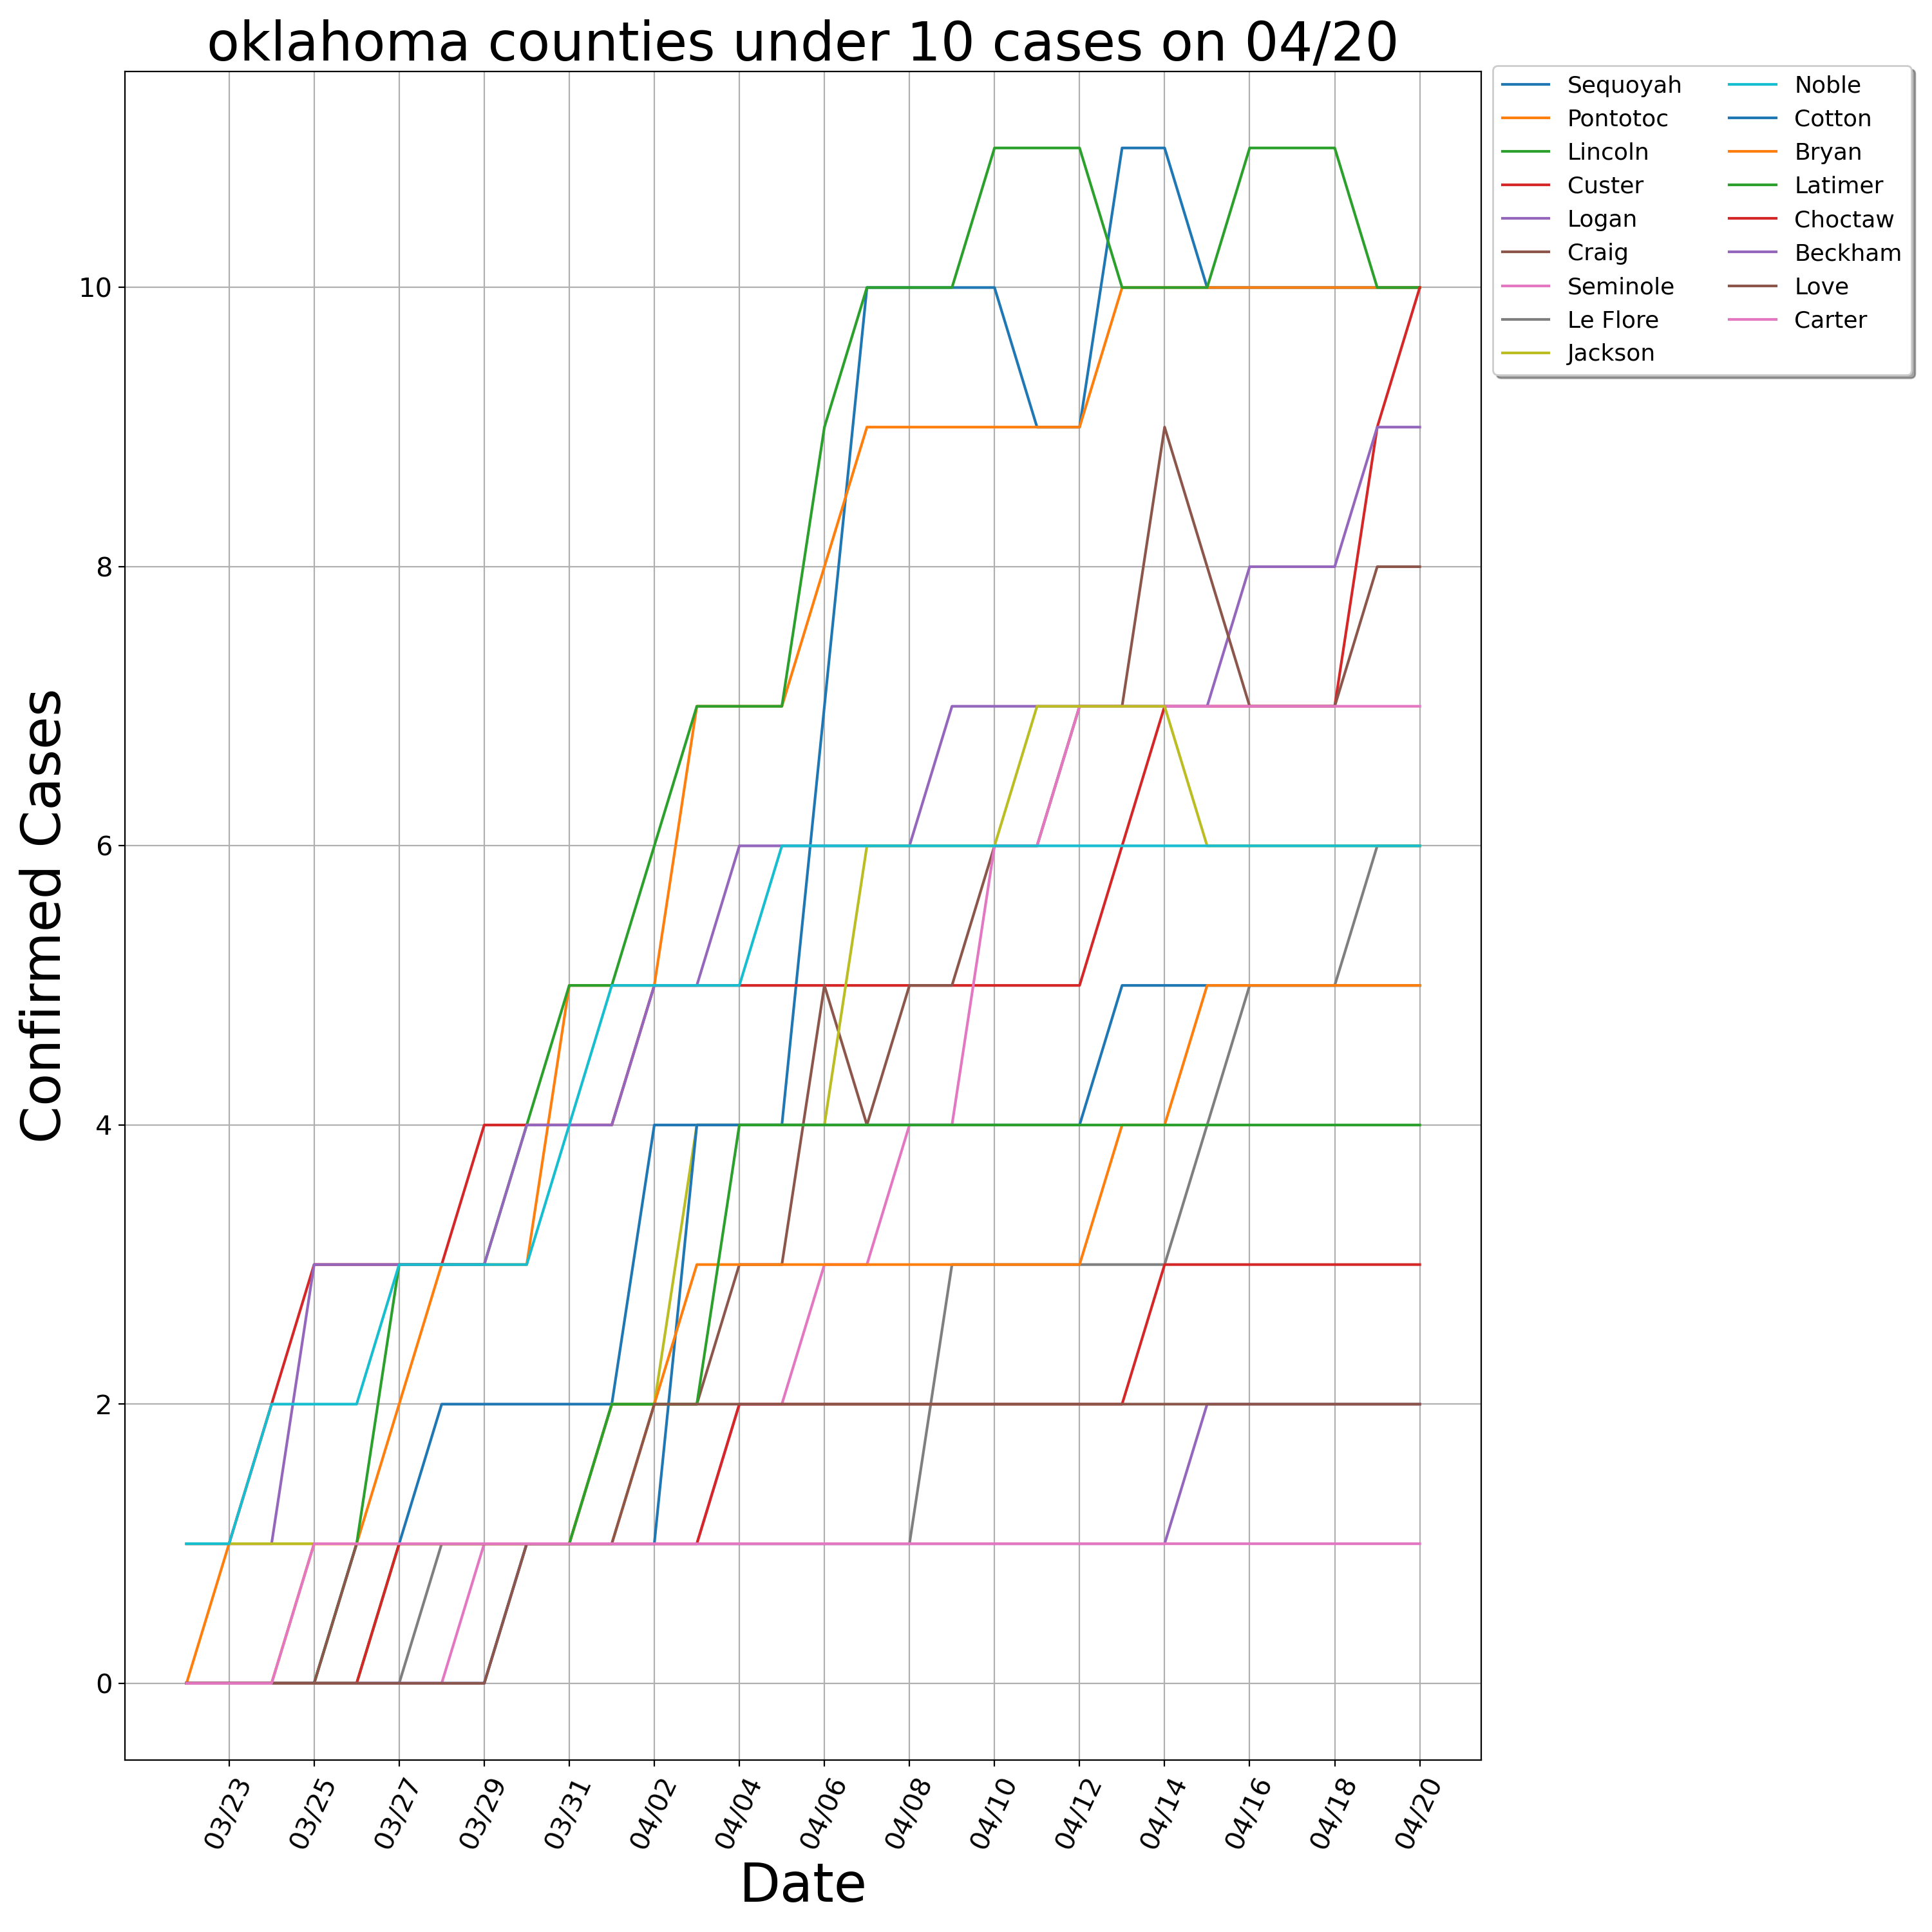 oklahoma counties under 10 cases on 04/20
Sequoyah
Pontotoc
Lincoln
Custer
Logan
Craig
Seminole
Le Flore
Jackson
Noble
Cotton
Bryan
Latimer
Choctaw
Beckham
Love
Carter
Confirmed Cases
10
8
6
4
2
0
03/23
03/25
03/27
03/29
03/31
04/02
04/04
04/06
04/08
04/10
04/12
04/14
04/16
04/18
04/20
Date